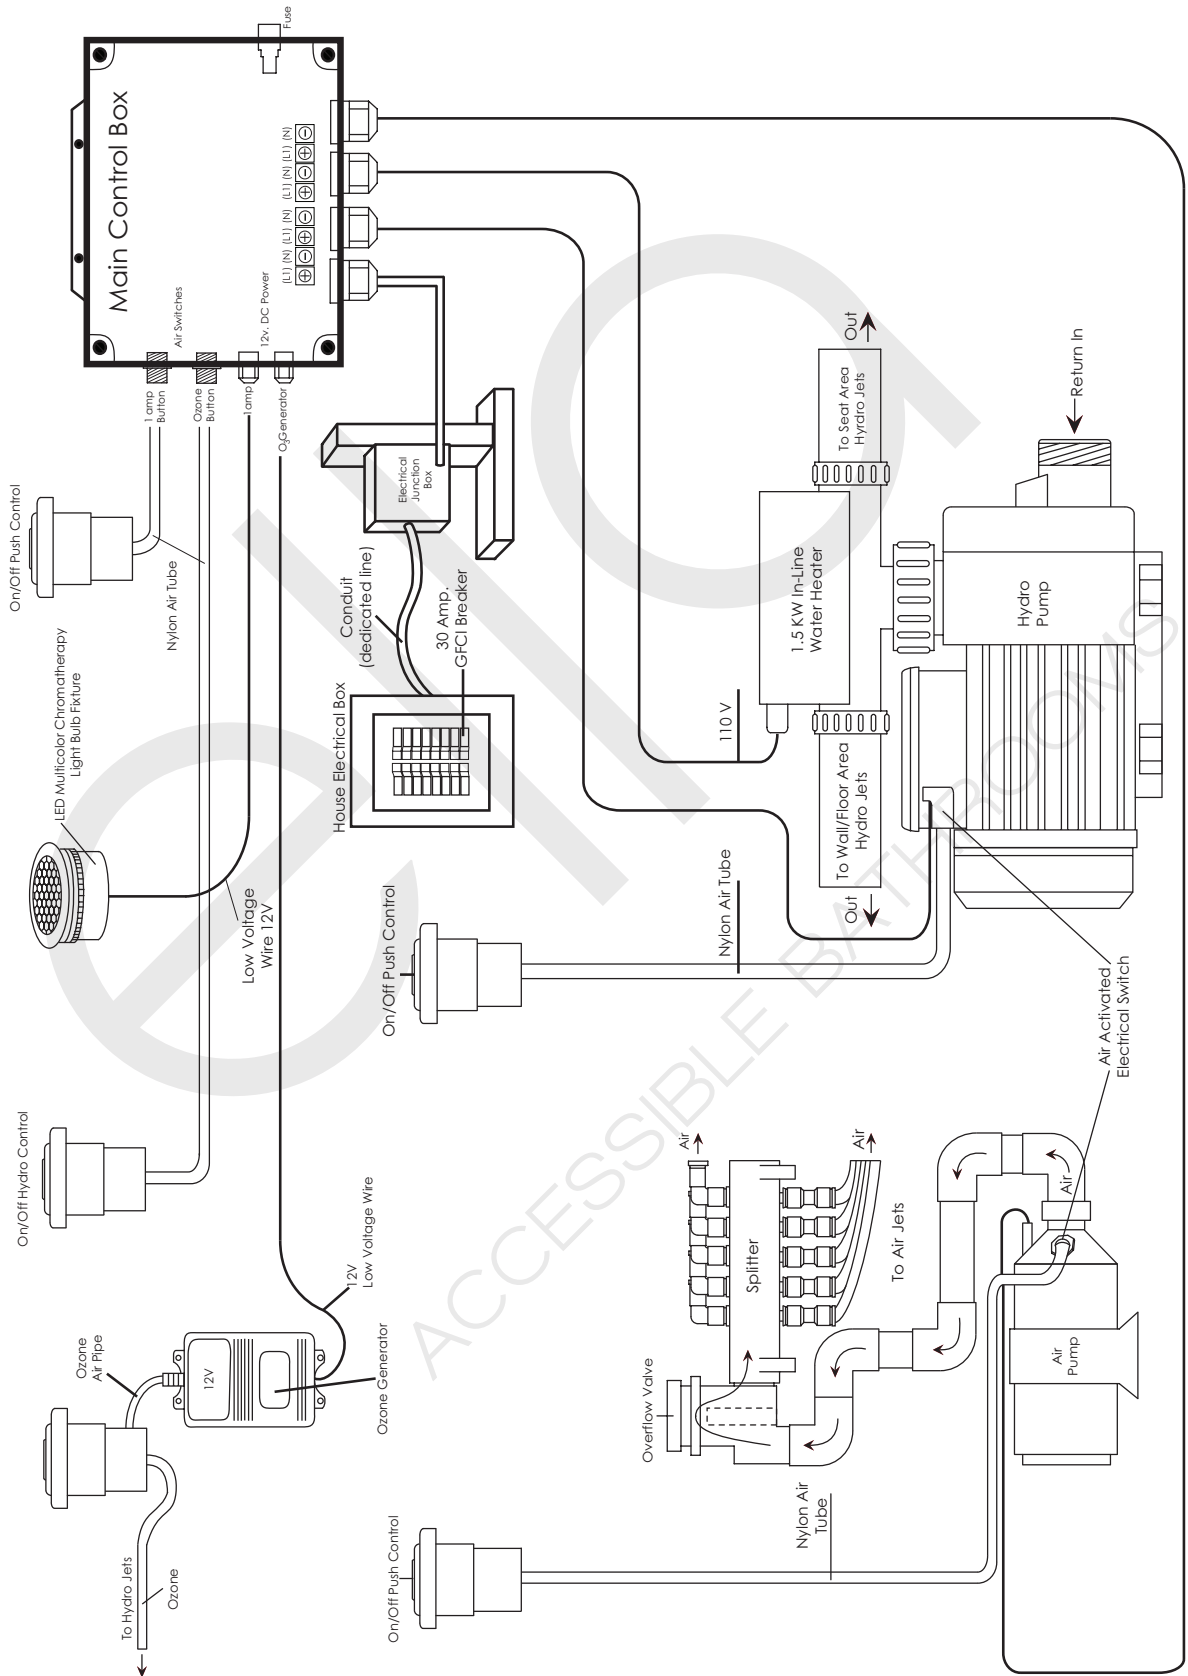 Fuse
Main Control Box
(L1) (N) (L1) (N) (L1) (N) (L1) (N)
Air Switches
12v. DC Power
1 amp
Button
Ozone
Button
1amp
O3Generator
On/Off Push Control
Nylon Air Tube
LED Multicolor Chromatherapy
Light Bulb Fixture
Low Voltage
Wire 12V
On/Off Hydro Control
12V
Low Voltage Wire
Ozone
Air Pipe
12V
Ozone Generator
To Hydro Jets
Ozone
Electrical
Junction
Box
Conduit
(dedicated line)
30 Amp.
GFCI Breaker
House Electrical Box
110 V
1.5 KW In-Line
Water Heater
To Seat Area
Hyrdro Jets
Out
Return In
Hydro
Pump
To Wall/Floor Area
Hydro Jets
Out
Nylon Air Tube
On/Off Push Control
Air Activated
Electrical Switch
Air
Air
Splitter
To Air Jets
Air
Air
Pump
Overflow Valve
Nylon Air
Tube
On/Off Push Control
ella
ACCESSIBLE BATHROOMS